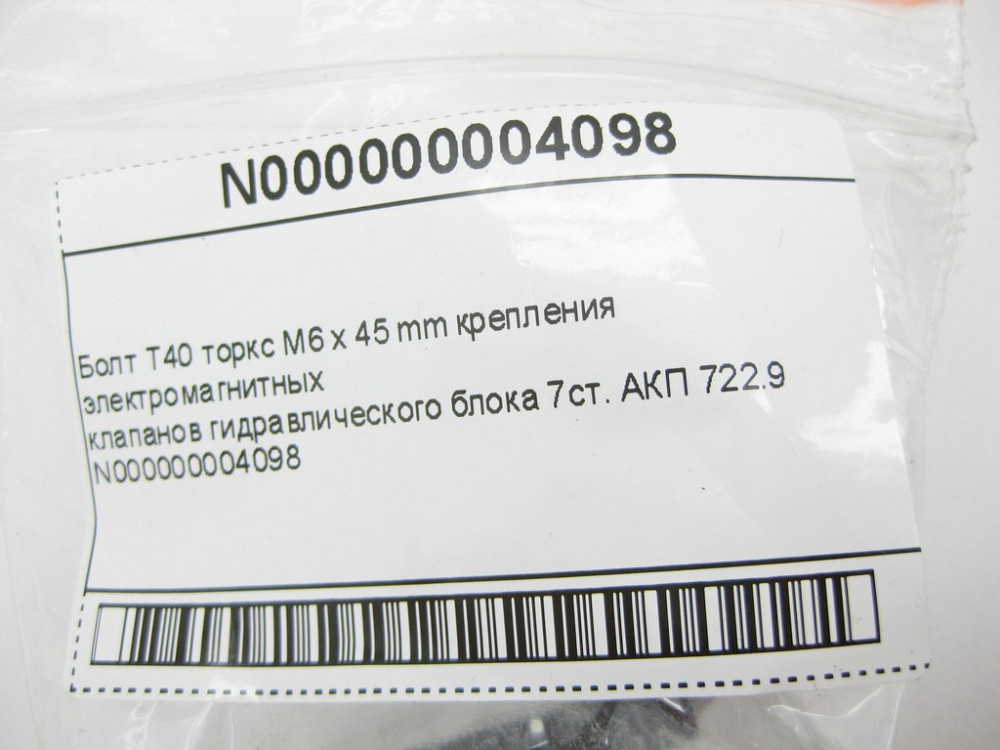 N000000004098
Болт Т40 торкс М6 х 45 mm крепления
электромагнитных
клапанов гидравлического блока 7ст. АКП 722.9
N000000004098